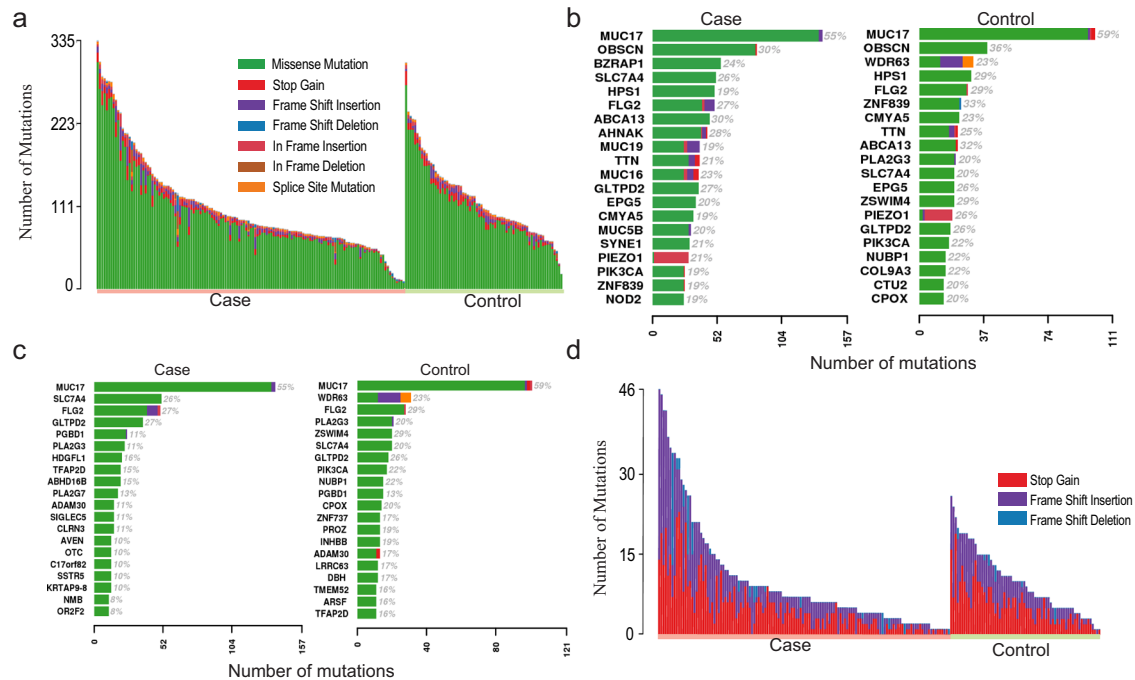 a
335
223
111
0
Number of Mutations
Missense Mutation
Stop Gain
Frame Shift Insertion
Frame Shift Deletion
In Frame Insertion
In Frame Deletion
Splice Site Mutation
Case
Control
b
Case
MUC17 55%
OBSCN 30%
BZRAP1 24%
SLC7A4 26%
HPS1 19%
FLG2 27%
ABCA13 30%
AHNAK 28%
MUC19 19%
TTN 21%
MUC16 23%
GLTPD2 27%
EPG5 20%
CMYA5 19%
MUC5B 20%
SYNE1 21%
PIEZO1 21%
PIK3CA 19%
ZNF839 19%
NOD2 19%
0 52 104 157
Control
MUC17 59%
OBSCN 36%
WDR63 23%
HPS1 29%
FLG2 29%
ZNF839 33%
CMYA5 23%
TTN 25%
ABCA13 32%
PLA2G3 20%
SLC7A4 20%
EPG5 26%
ZSWIM4 29%
PIEZO1 26%
GLTPD2 26%
PIK3CA 22%
NUBP1 22%
COL9A3 22%
CTU2 20%
CPOX 20%
0 37 74 111
Number of mutations
c
Case
MUC17 55%
SLC7A4 26%
FLG2 27%
GLTPD2 27%
PGBD1 11%
PLA2G3 11%
HDGFL1 16%
TFAP2D 15%
ABHD16B 15%
PLA2G7 13%
ADAM30 11%
SIGLEC5 11%
CLRN3 11%
AVEN 10%
OTC 10%
C17orf82 10%
SSTR5 10%
KRTAP9-8 10%
NMB 8%
OR2F2 8%
0 52 104 157
Control
MUC17 59%
WDR63 23%
FLG2 29%
PLA2G3 20%
ZSWIM4 29%
SLC7A4 20%
GLTPD2 26%
PIK3CA 22%
NUBP1 22%
PGBD1 13%
CPOX 20%
ZNF737 17%
PROZ 19%
INHBB 19%
ADAM30 17%
LRRC63 17%
DBH 17%
TMEM52 16%
ARSF 16%
TFAP2D 16%
0 40 80 121
Number of mutations
d
46
30
15
0
Number of Mutations
Stop Gain
Frame Shift Insertion
Frame Shift Deletion
Case
Control